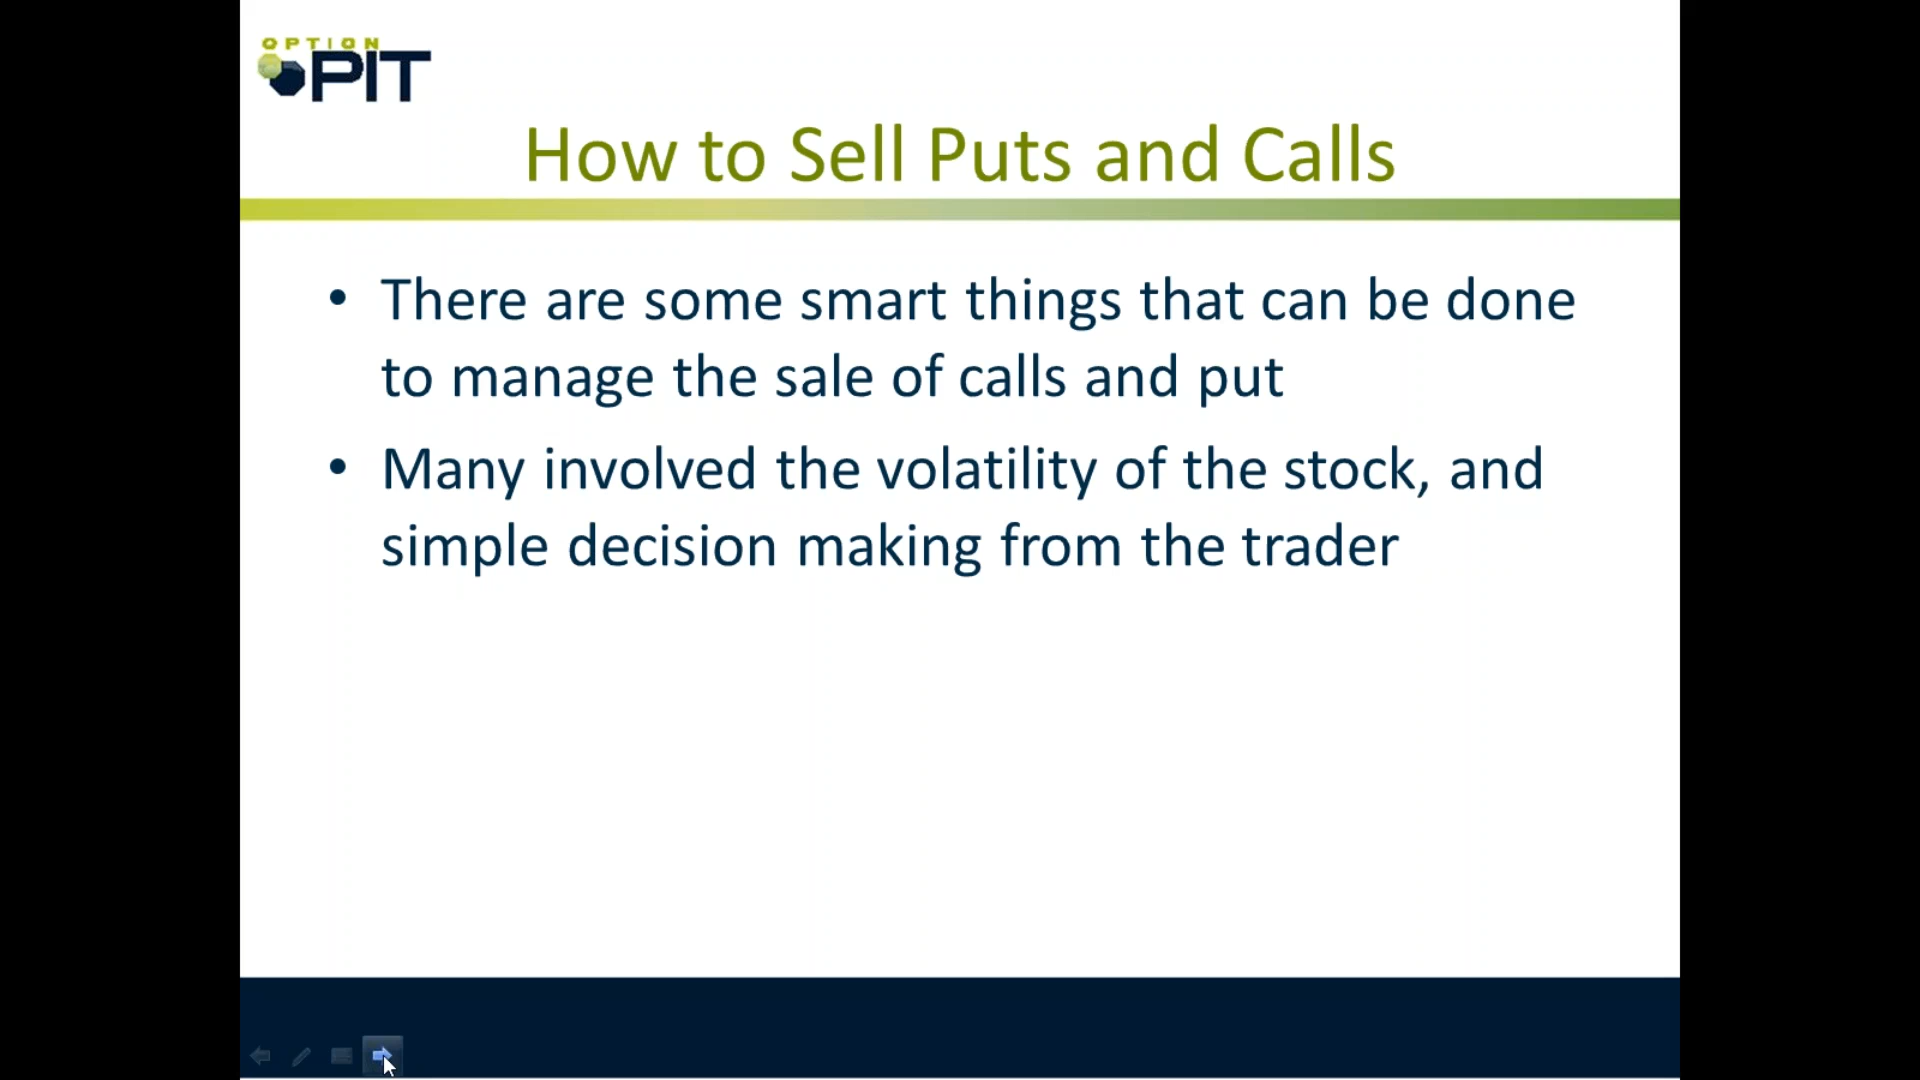 OPTION
PIT
How to Sell Puts and Calls
• There are some smart things that can be done
to manage the sale of calls and put
• Many involved the volatility of the stock, and
simple decision making from the trader